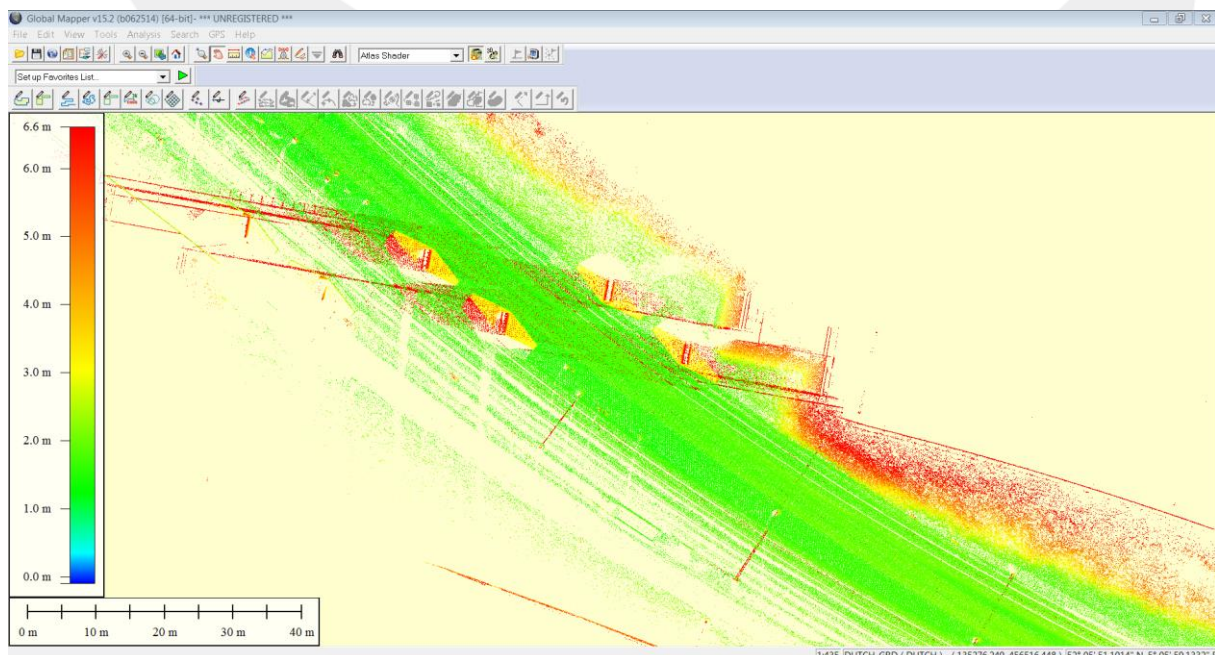 Global Mapper v15.2 (b062514) [64-bit]- *** UNREGISTERED ***
File Edit View Tools Analysis Search GPS Help
Atlas Shader
Set up Favorites List...
6.6 m
6.0 m
5.0 m
4.0 m
3.0 m
2.0 m
1.0 m
0.0 m
0 m 10 m 20 m 30 m 40 m